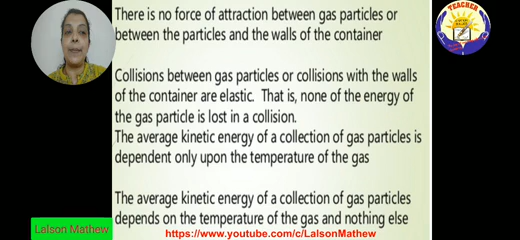 There is no force of attraction between gas particles or
between the particles and the walls of the container
TEACHER
Collisions between gas particles or collisions with the walls
of the container are elastic. That is, none of the energy of
the gas particle is lost in a collision.
The average kinetic energy of a collection of gas particles is
dependent only upon the temperature of the gas
The average kinetic energy of a collection of gas particles
depends on the temperature of the gas and nothing else
Lalson Mathew
https://www.youtube.com/c/LalsonMathew